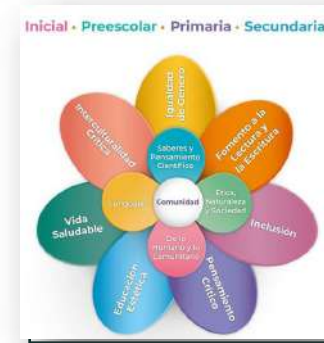 Inicial • Preescolar • Primaria • Secundaria
Igualdad
de Género
Fomento a la
Lectura y
la Escritura
Interculturalidad
Crítica
Saberes y
Pensamiento
Científico
Lenguajes
Comunidad
Ética,
Naturaleza
y Sociedad
De lo
Humano y lo
Comunitario
Inclusión
Vida
Saludable
Educación
Estética
Pensamiento
Crítico